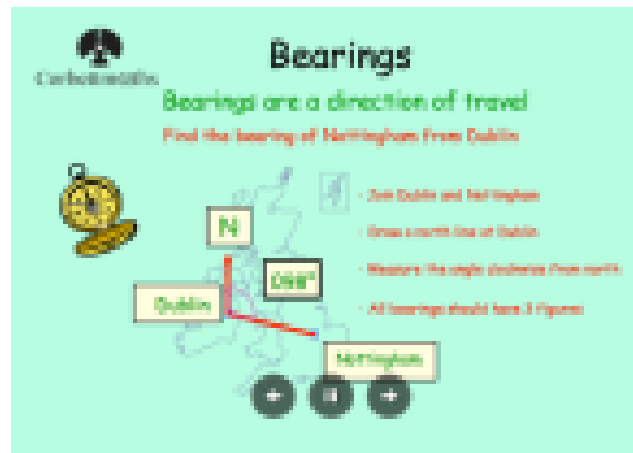 Bearings
Corbettmaths
Bearings are a direction of travel
Find the bearing of Nottingham from Dublin
- Join Dublin and Nottingham
N
- Draw a north line at Dublin
098°
- Measure the angle clockwise from north
Dublin
- All bearings should have 3 figures
Nottingham